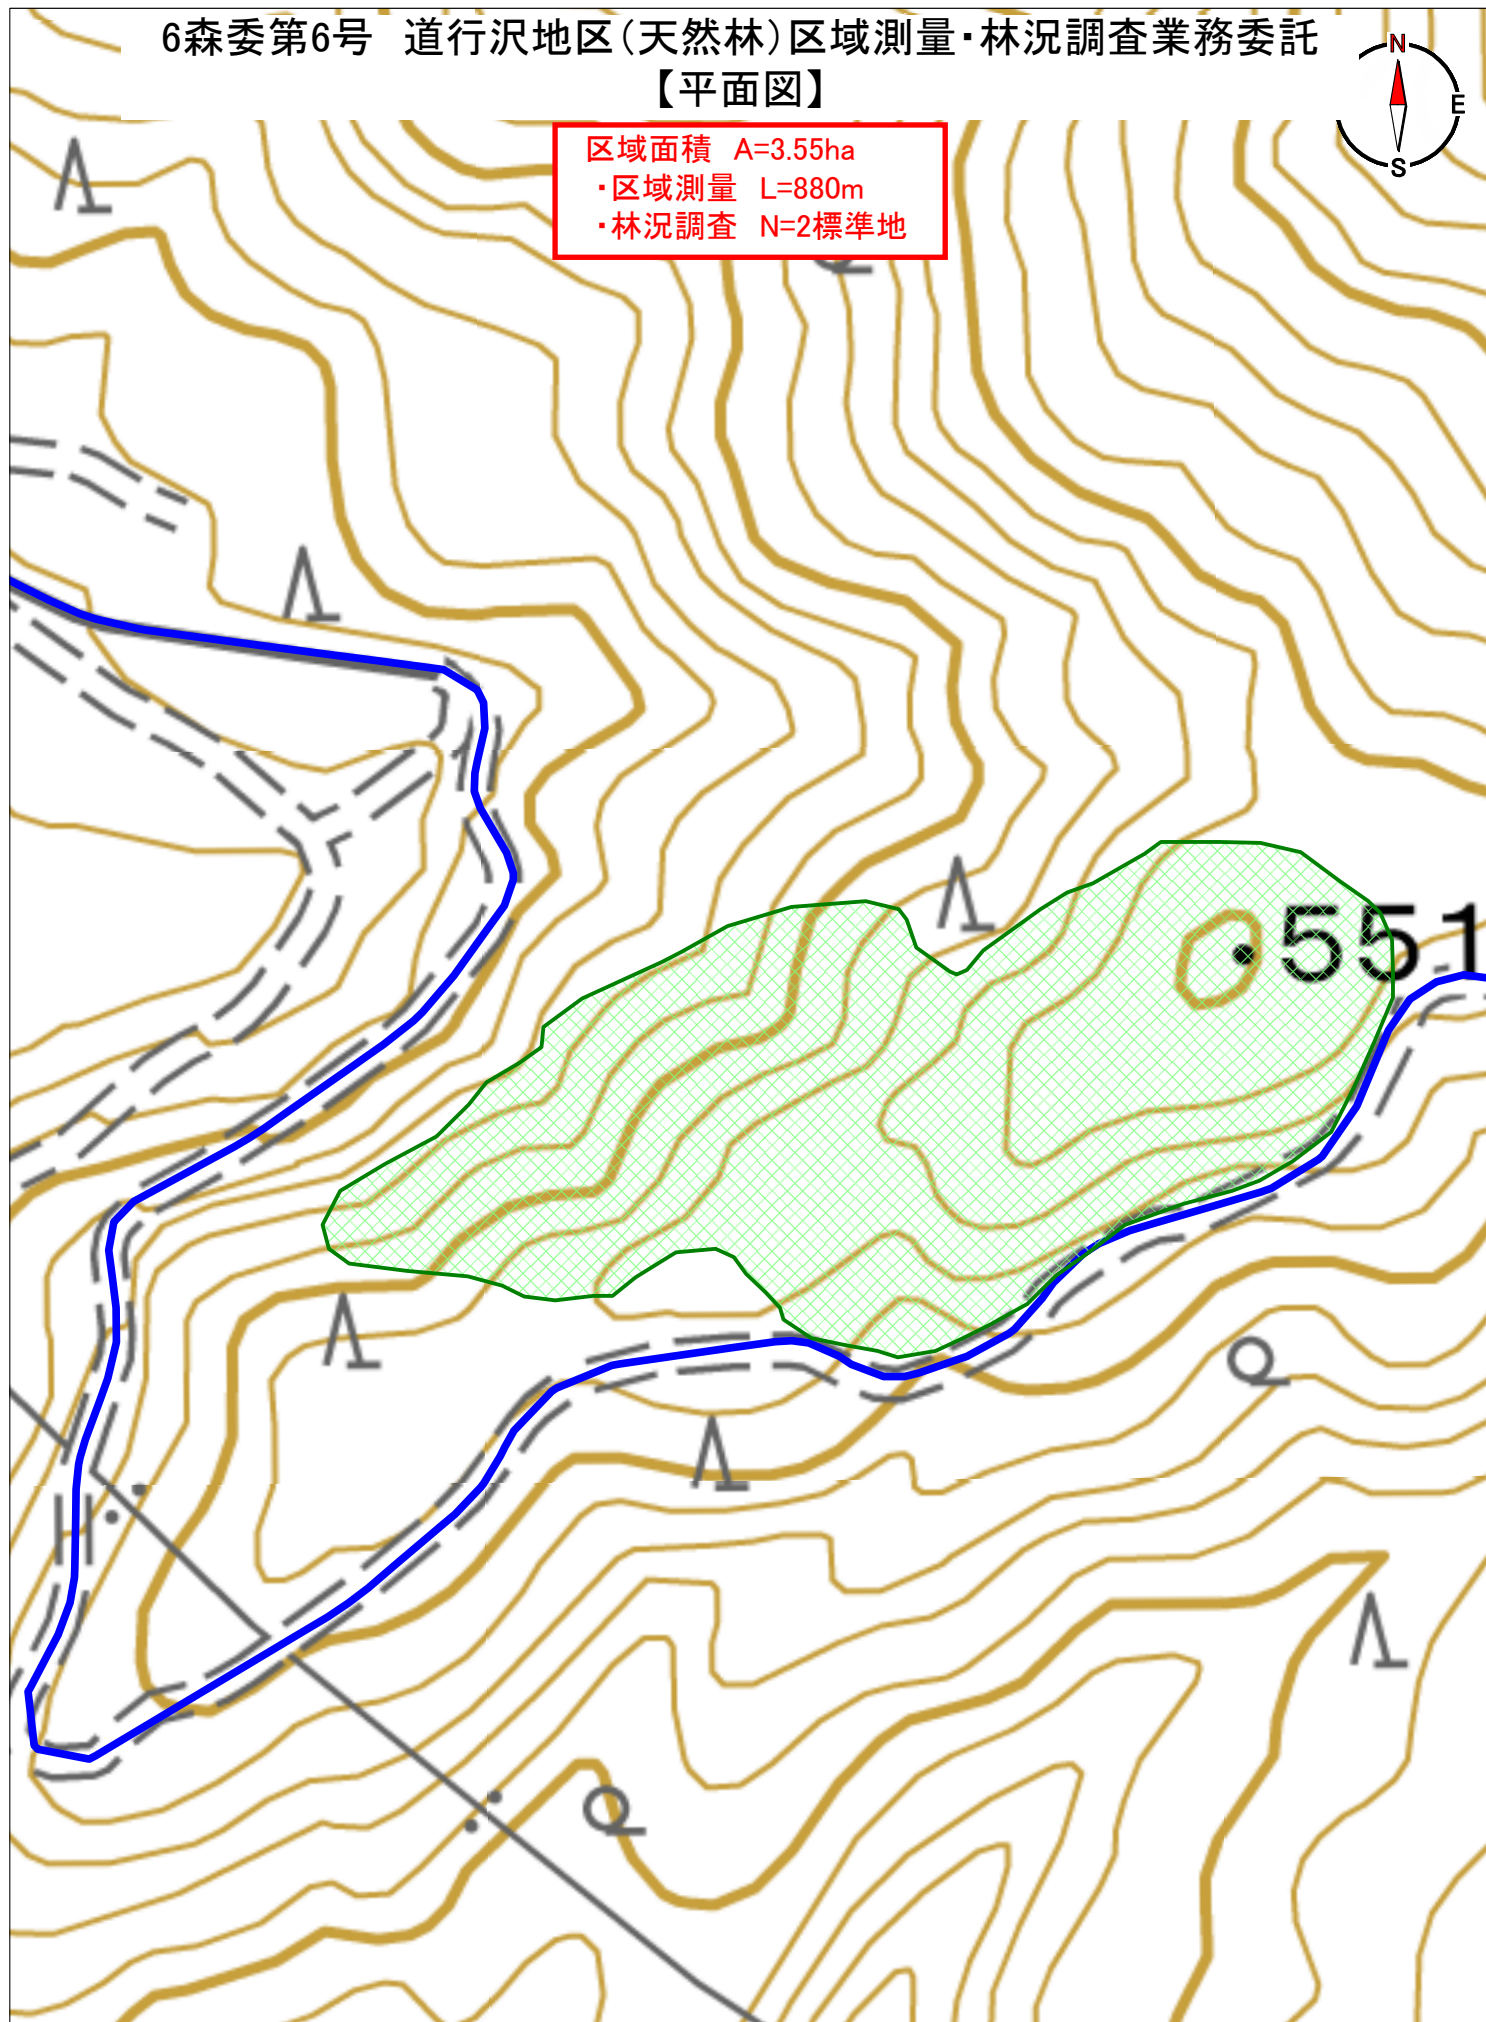 6森委第6号　道行沢地区(天然林)区域測量・林況調査業務委託
【平面図】
N
E
S
区域面積　A=3.55ha
・区域測量　L=880m
・林況調査　N=2標準地
551